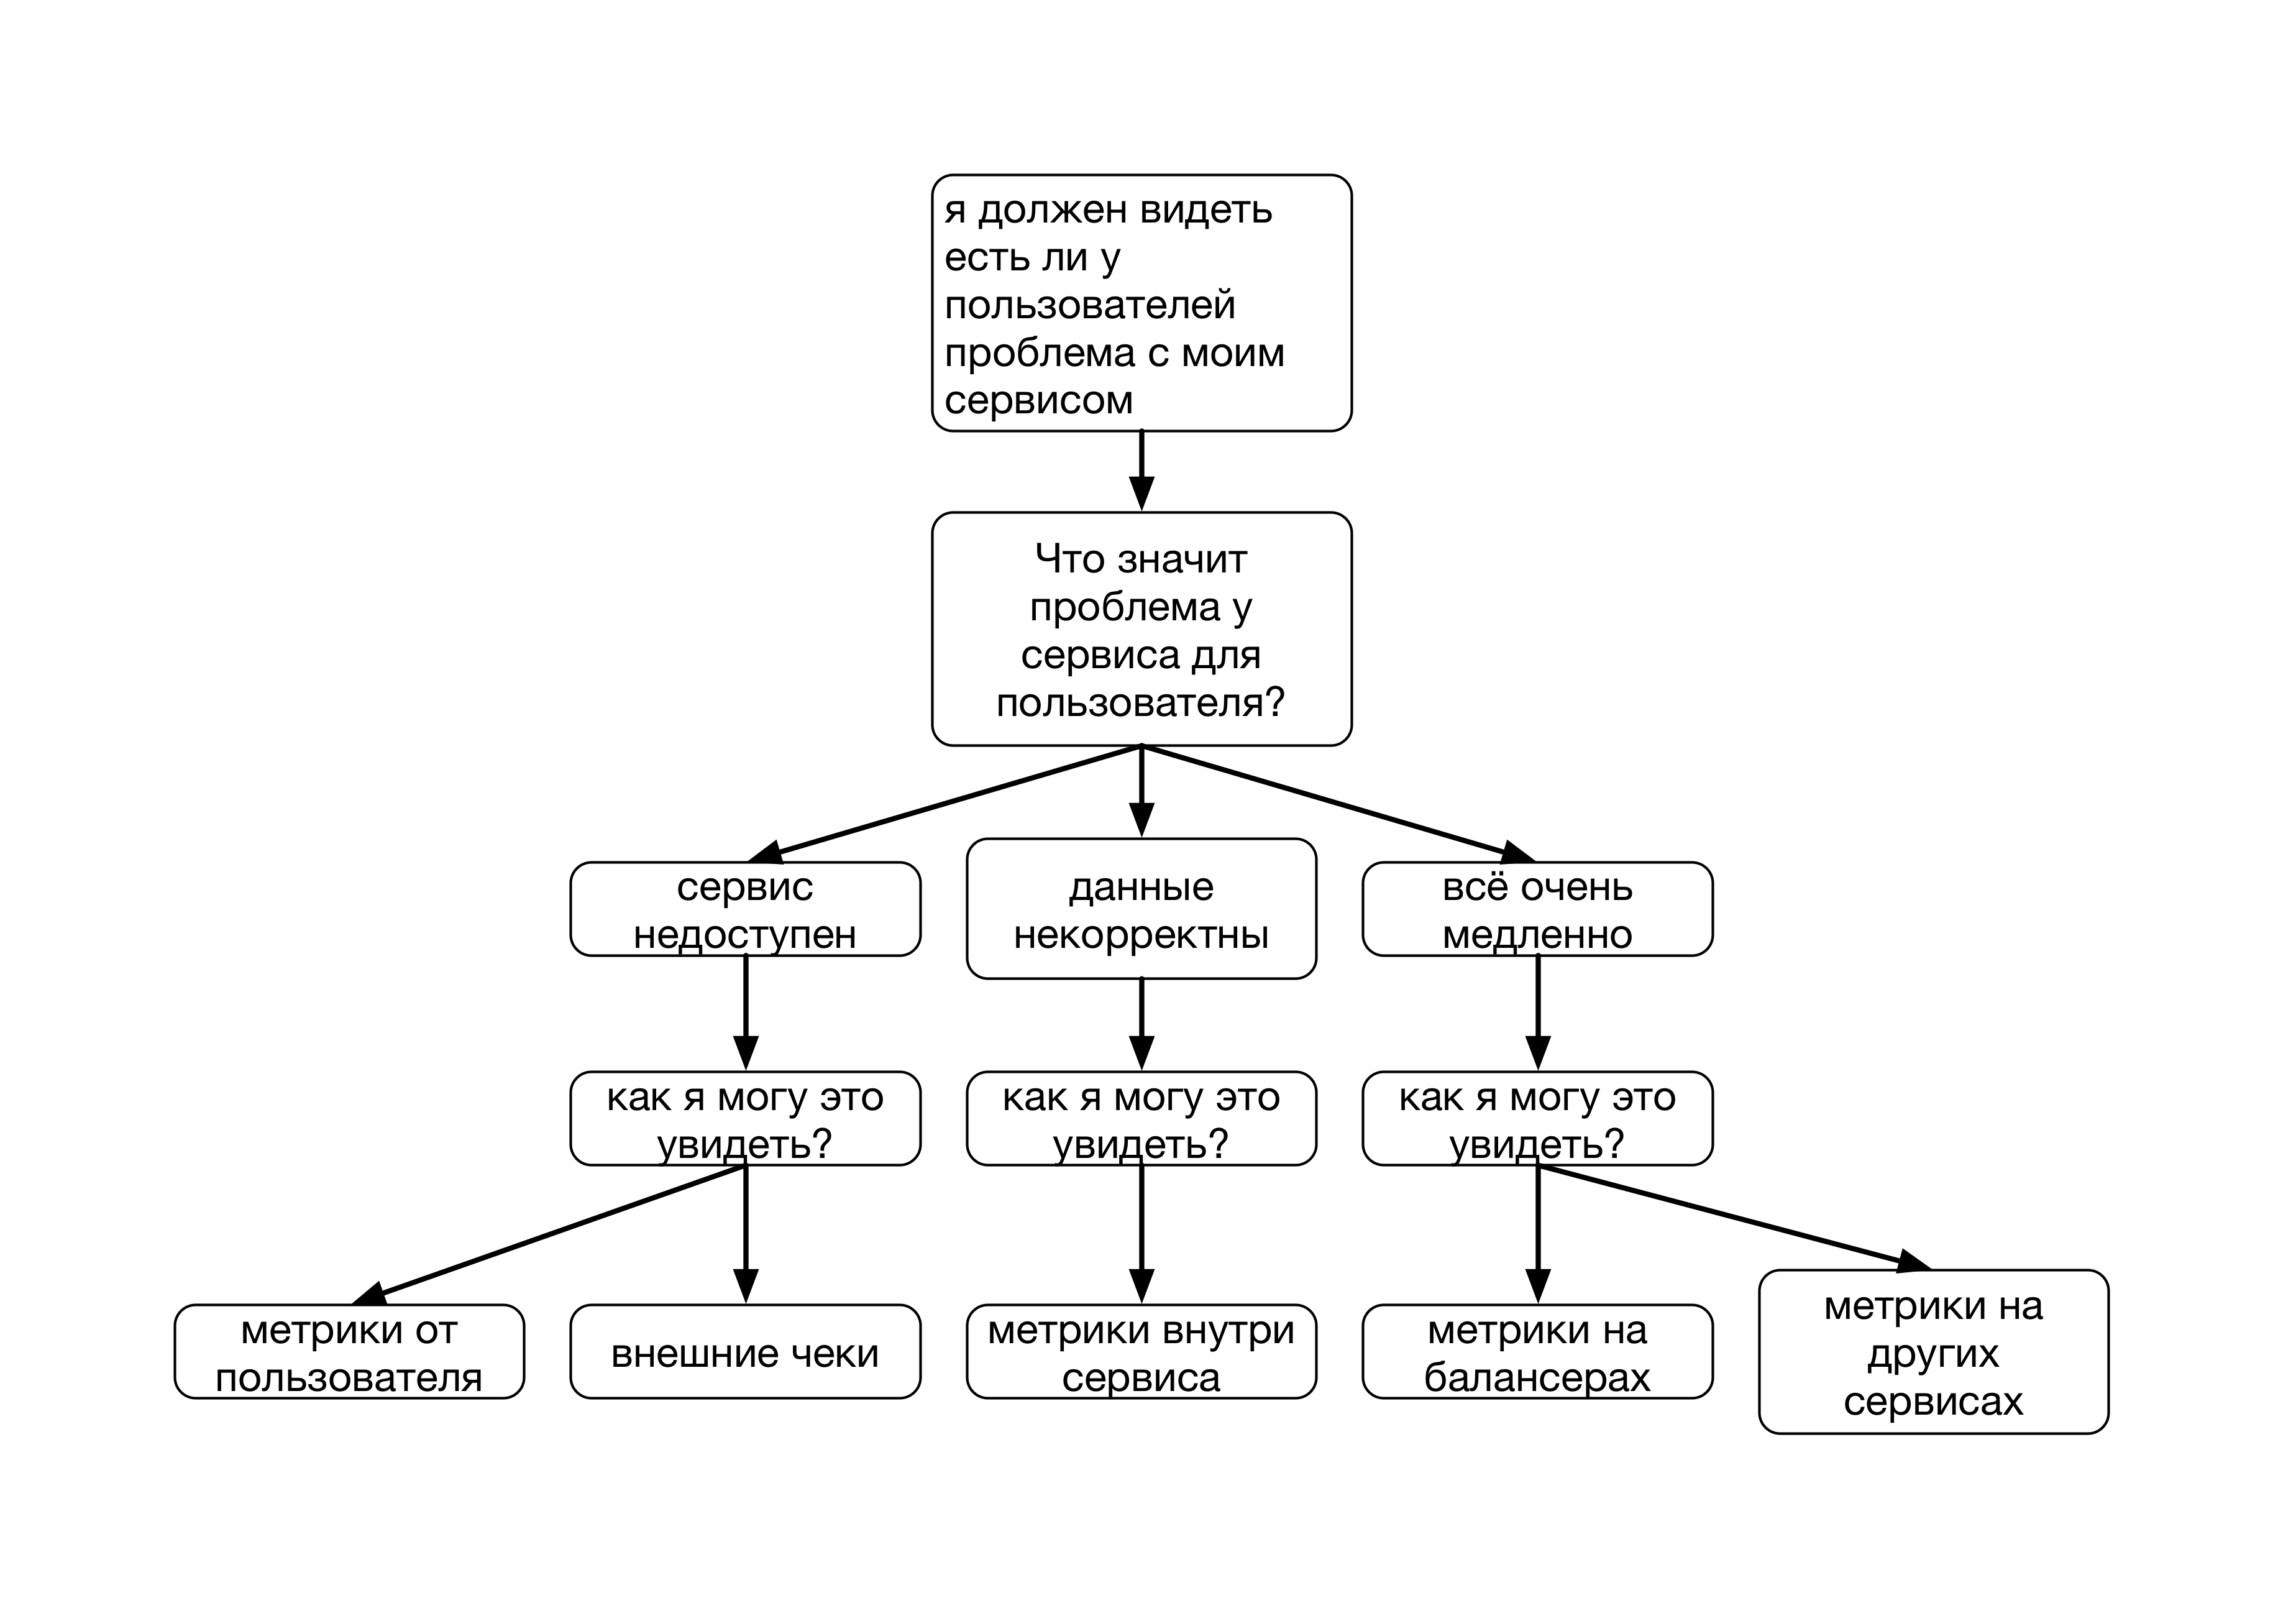 я должен видеть
есть ли у
пользователей
проблема с моим
сервисом
Что значит
проблема у
сервиса для
пользователя?
сервис
недоступен
данные
некорректны
всё очень
медленно
как я могу это
увидеть?
как я могу это
увидеть?
как я могу это
увидеть?
метрики от
пользователя
внешние чеки
метрики внутри
сервиса
метрики на
балансерах
метрики на
других
сервисах